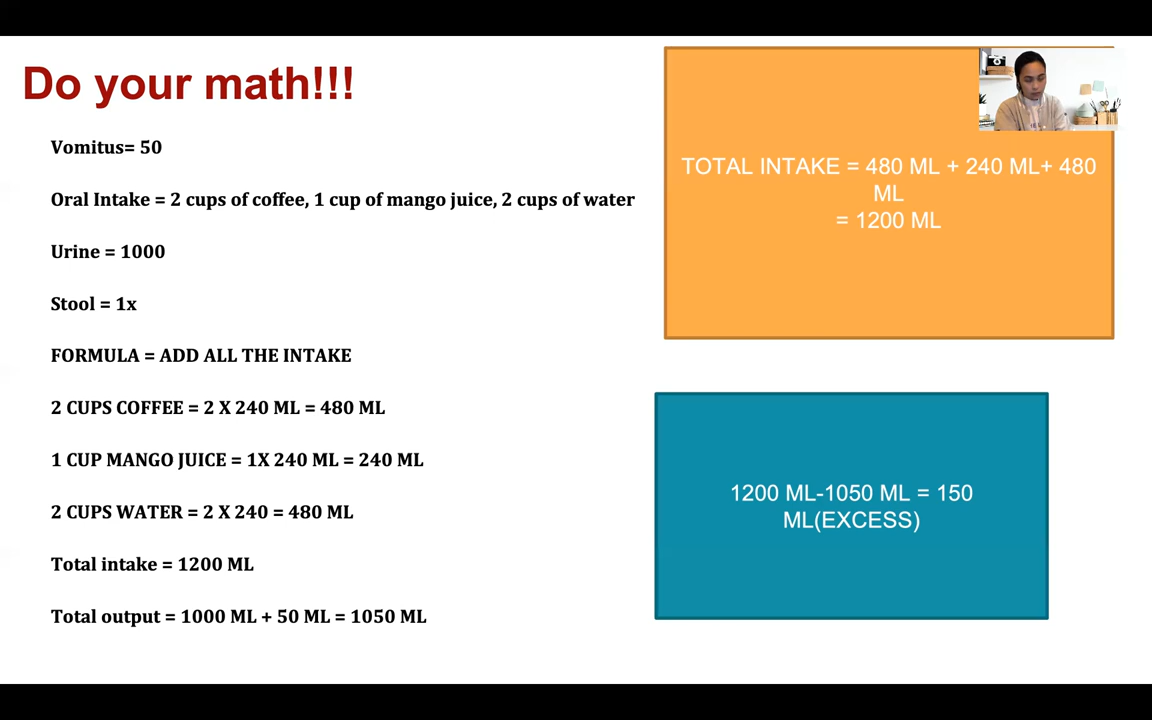 Do your math!!!
Vomitus= 50
Oral Intake = 2 cups of coffee, 1 cup of mango juice, 2 cups of water
Urine = 1000
Stool = 1x
FORMULA = ADD ALL THE INTAKE
2 CUPS COFFEE = 2 X 240 ML = 480 ML
1 CUP MANGO JUICE = 1X 240 ML = 240 ML
2 CUPS WATER = 2 X 240 = 480 ML
Total intake = 1200 ML
Total output = 1000 ML + 50 ML = 1050 ML
TOTAL INTAKE = 480 ML + 240 ML+ 480
ML
= 1200 ML
1200 ML-1050 ML = 150
ML(EXCESS)